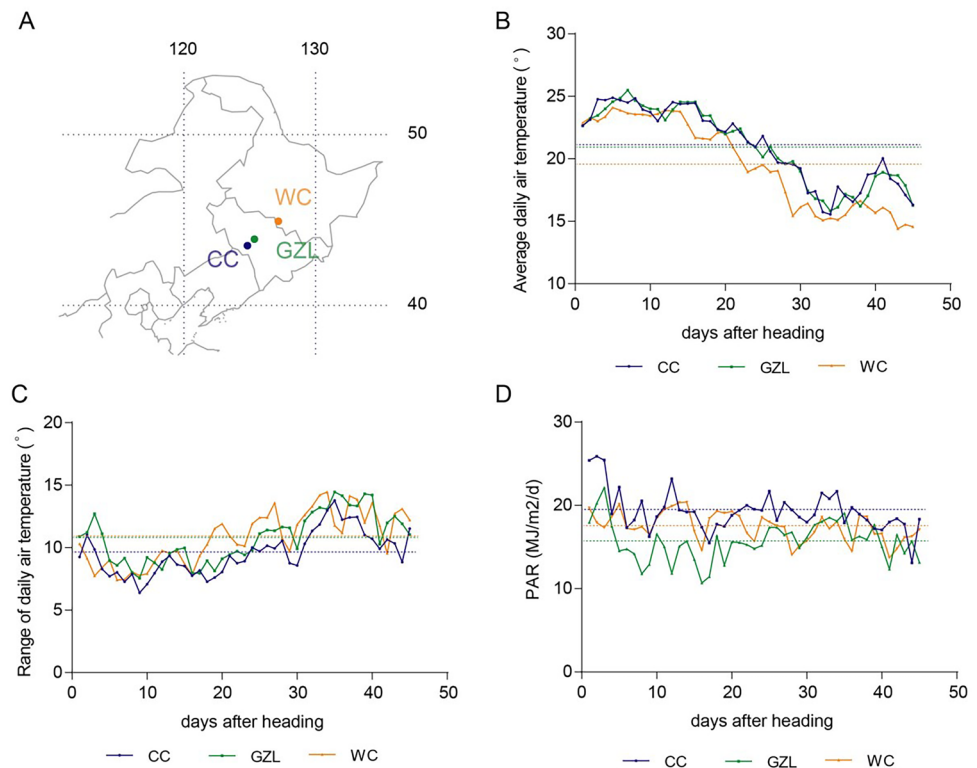 A
120 130
50
WC
GZL
CC
40
B
Average daily air temperature ( ° )
30
25
20
15
10
0 10 20 30 40 50
days after heading
CC GZL WC
C
Range of daily air temperature ( ° )
20
15
10
5
0
0 10 20 30 40 50
days after heading
CC GZL WC
D
PAR (MJ/m2/d)
30
20
10
0
0 10 20 30 40 50
days after heading
CC GZL WC